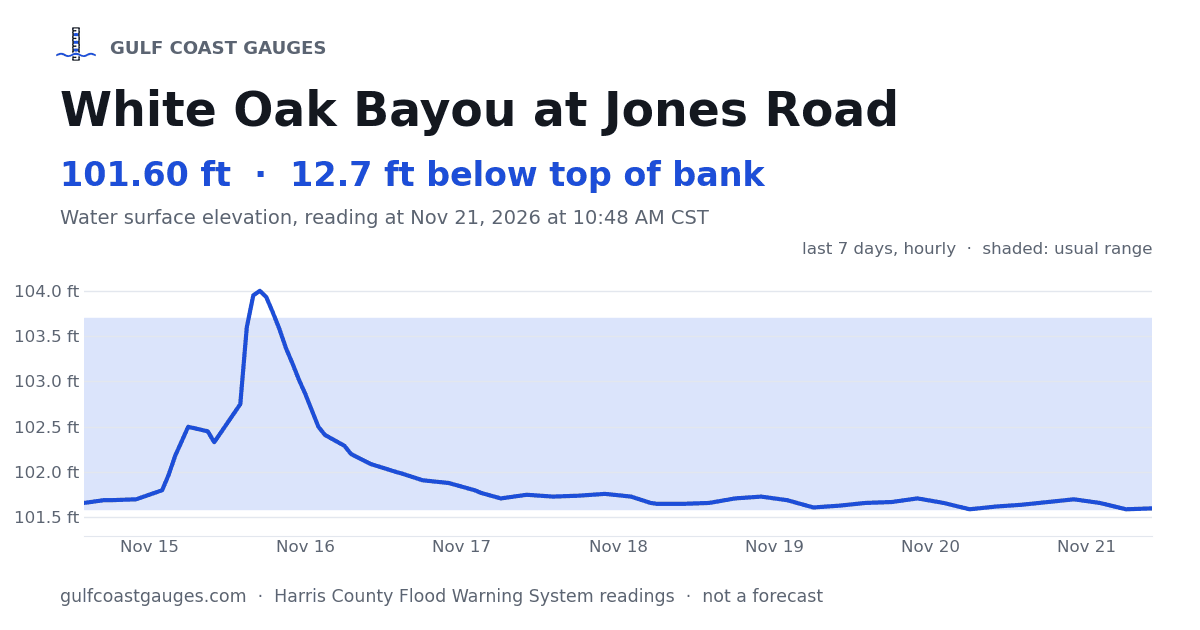 GULF COAST GAUGES
White Oak Bayou at Jones Road
101.60 ft · 12.7 ft below top of bank
Water surface elevation, reading at Nov 21, 2026 at 10:48 AM CST
last 7 days, hourly · shaded: usual range
104.0 ft
103.5 ft
103.0 ft
102.5 ft
102.0 ft
101.5 ft
Nov 15 Nov 16 Nov 17 Nov 18 Nov 19 Nov 20 Nov 21
gulfcoastgauges.com · Harris County Flood Warning System readings · not a forecast